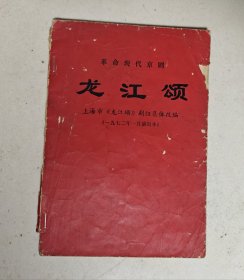 革命现代京剧
龙江颂
上海市《龙江颂》剧组集体改编
（一九七二年一月演出本）